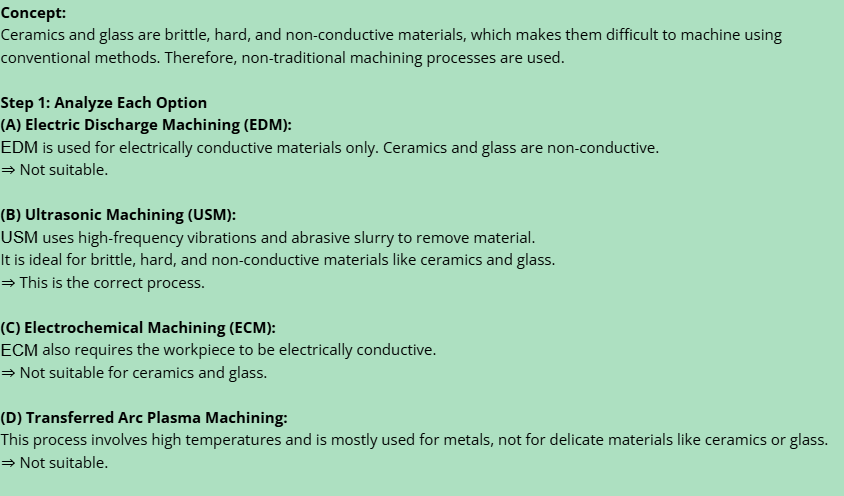 Concept:
Ceramics and glass are brittle, hard, and non-conductive materials, which makes them difficult to machine using
conventional methods. Therefore, non-traditional machining processes are used.
Step 1: Analyze Each Option
(A) Electric Discharge Machining (EDM):
EDM is used for electrically conductive materials only. Ceramics and glass are non-conductive.
⇒ Not suitable.
(B) Ultrasonic Machining (USM):
USM uses high-frequency vibrations and abrasive slurry to remove material.
It is ideal for brittle, hard, and non-conductive materials like ceramics and glass.
⇒ This is the correct process.
(C) Electrochemical Machining (ECM):
ECM also requires the workpiece to be electrically conductive.
⇒ Not suitable for ceramics and glass.
(D) Transferred Arc Plasma Machining:
This process involves high temperatures and is mostly used for metals, not for delicate materials like ceramics or glass.
⇒ Not suitable.